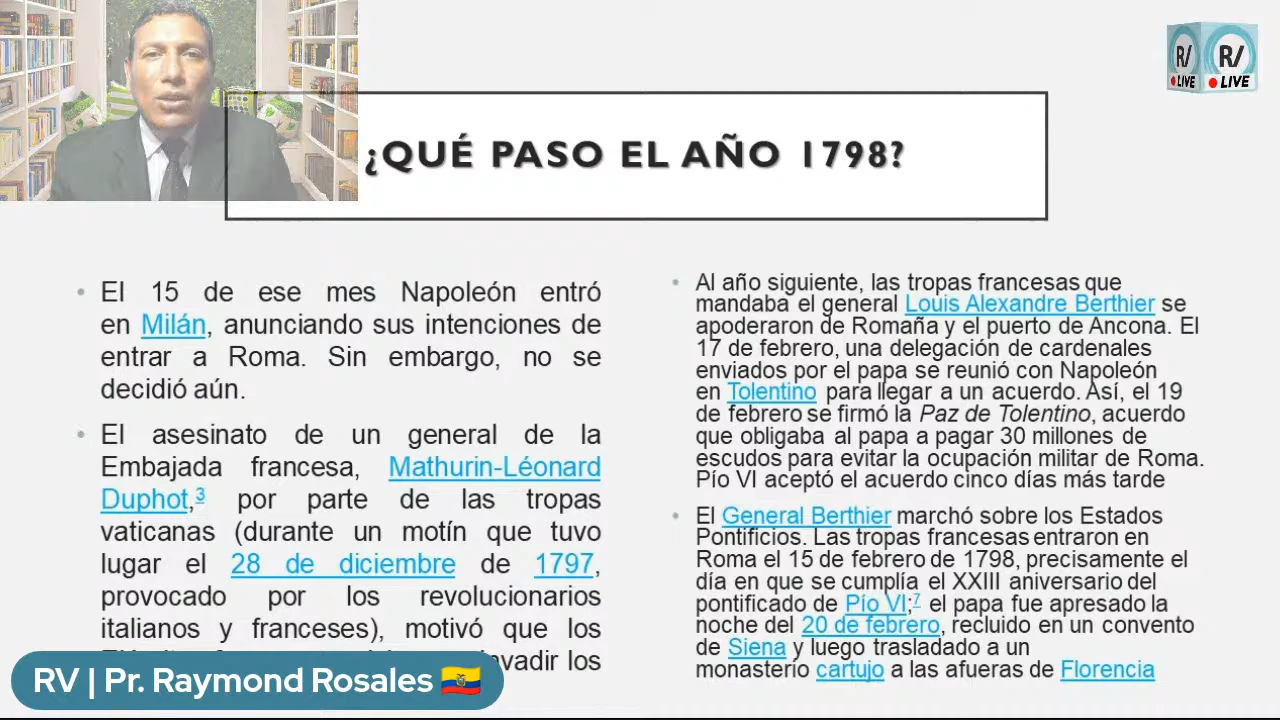 R/
LIVE
R/
LIVE
¿QUÉ PASO EL AÑO 1798?
• El 15 de ese mes Napoleón entró
en Milán, anunciando sus intenciones de
entrar a Roma. Sin embargo, no se
decidió aún.
• El asesinato de un general de la
Embajada francesa, Mathurin-Léonard
Duphot,3 por parte de las tropas
vaticanas (durante un motín que tuvo
lugar el 28 de diciembre de 1797,
provocado por los revolucionarios
italianos y franceses), motivó que los
invadir los
• Al año siguiente, las tropas francesas que
mandaba el general Louis Alexandre Berthier se
apoderaron de Romaña y el puerto de Ancona. El
17 de febrero, una delegación de cardenales
enviados por el papa se reunió con Napoleón
en Tolentino para llegar a un acuerdo. Así, el 19
de febrero se firmó la Paz de Tolentino, acuerdo
que obligaba al papa a pagar 30 millones de
escudos para evitar la ocupación militar de Roma.
Pío VI aceptó el acuerdo cinco días más tarde
• El General Berthier marchó sobre los Estados
Pontificios. Las tropas francesas entraron en
Roma el 15 de febrero de 1798, precisamente el
día en que se cumplía el XXIII aniversario del
pontificado de Pío VI;7 el papa fue apresado la
noche del 20 de febrero, recluido en un convento
de Siena y luego trasladado a un
monasterio cartujo a las afueras de Florencia
RV | Pr. Raymond Rosales 🇪🇨